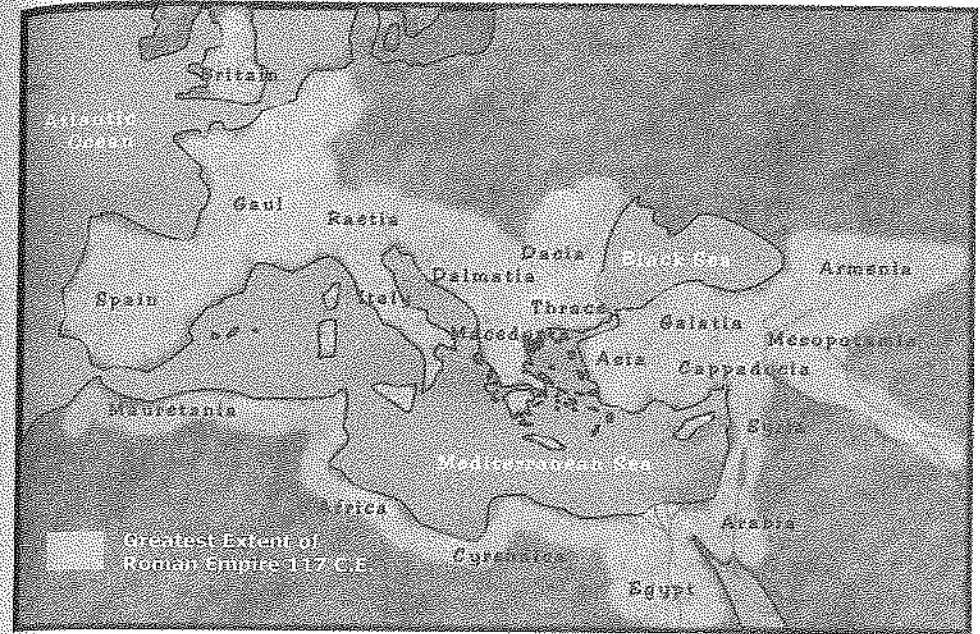 Britain
Atlantic
Ocean
Gaul
Raetia
Dacia
Black Sea
Armenia
Dalmatia
Spain
Italy
Thrace
Galatia
Macedonia
Mesopotamia
Asia
Cappadocia
Mauretania
Syria
Mediterranean Sea
Africa
Arabia
Greatest Extent of
Roman Empire 117 C.E.
Cyrenaica
Egypt